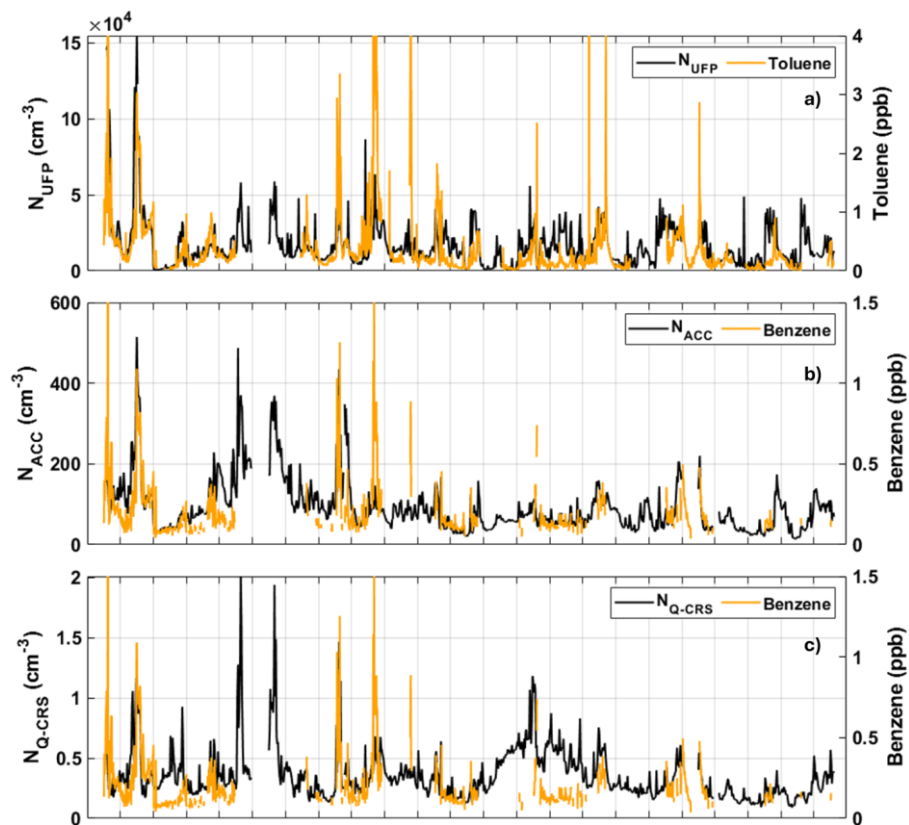 ×10⁴
15
10
5
0
N_UFP (cm⁻³)
N_UFP Toluene
a)
4
3
2
1
0
Toluene (ppb)
600
400
200
0
N_ACC (cm⁻³)
N_ACC Benzene
b)
1.5
1
0.5
0
Benzene (ppb)
2
1.5
1
0.5
0
N_Q-CRS (cm⁻³)
N_Q-CRS Benzene
c)
1.5
1
0.5
0
Benzene (ppb)